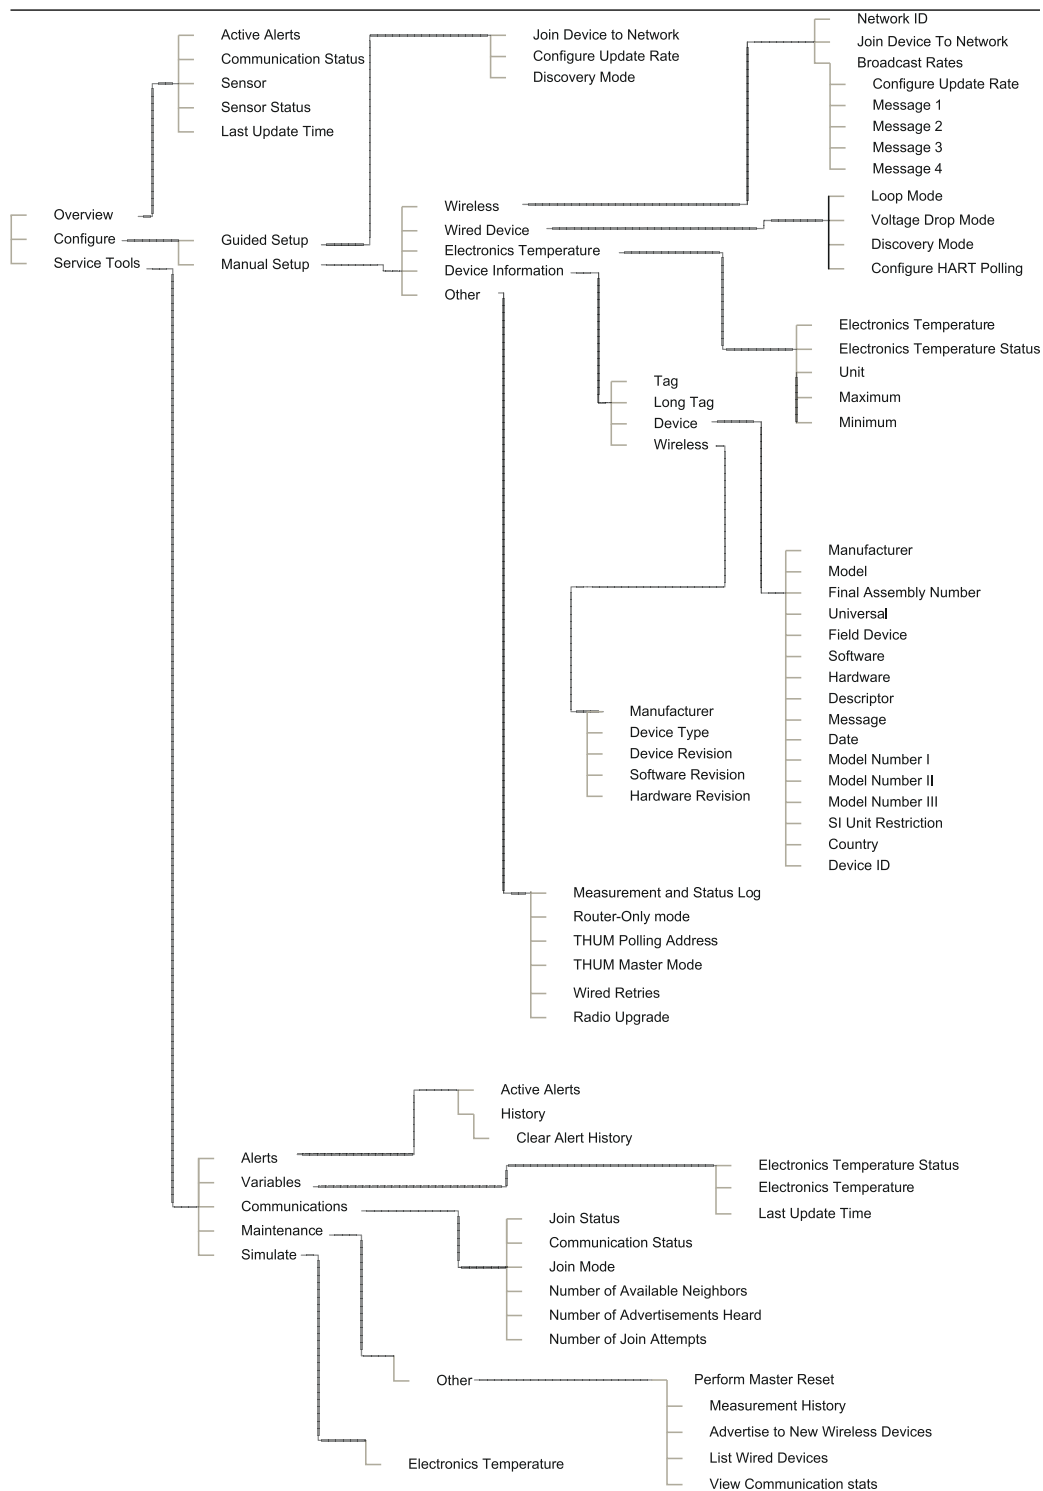 Overview
Active Alerts
Communication Status
Sensor
Sensor Status
Last Update Time
Configure
Guided Setup
Join Device to Network
Configure Update Rate
Discovery Mode
Manual Setup
Wireless
Network ID
Join Device To Network
Broadcast Rates
Configure Update Rate
Message 1
Message 2
Message 3
Message 4
Wired Device
Loop Mode
Voltage Drop Mode
Discovery Mode
Configure HART Polling
Electronics Temperature
Electronics Temperature
Electronics Temperature Status
Unit
Maximum
Minimum
Device Information
Tag
Long Tag
Device
Manufacturer
Model
Final Assembly Number
Universal
Field Device
Software
Hardware
Descriptor
Message
Date
Model Number I
Model Number II
Model Number III
SI Unit Restriction
Country
Device ID
Wireless
Manufacturer
Device Type
Device Revision
Software Revision
Hardware Revision
Other
Measurement and Status Log
Router-Only mode
THUM Polling Address
THUM Master Mode
Wired Retries
Radio Upgrade
Service Tools
Alerts
Active Alerts
History
Clear Alert History
Variables
Electronics Temperature Status
Electronics Temperature
Last Update Time
Communications
Join Status
Communication Status
Join Mode
Number of Available Neighbors
Number of Advertisements Heard
Number of Join Attempts
Maintenance
Other
Perform Master Reset
Measurement History
Advertise to New Wireless Devices
List Wired Devices
View Communication stats
Simulate
Electronics Temperature